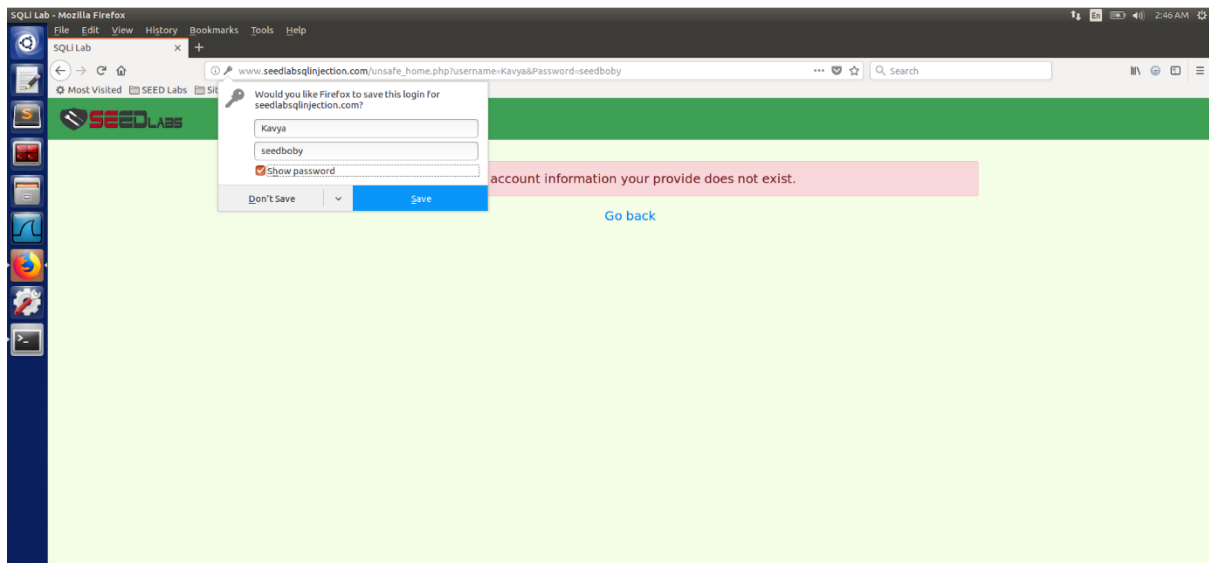 SQLi Lab - Mozilla Firefox
En 2:46 AM
File Edit View History Bookmarks Tools Help
SQLi Lab
www.seedlabsqlinjection.com/unsafe_home.php?username=Kavya&Password=seedboby
Search
Most Visited SEED Labs Sit
Would you like Firefox to save this login for
seedlabsqlinjection.com?
Kavya
seedboby
Show password
Don't Save Save
SEEDLABS
account information your provide does not exist.
Go back